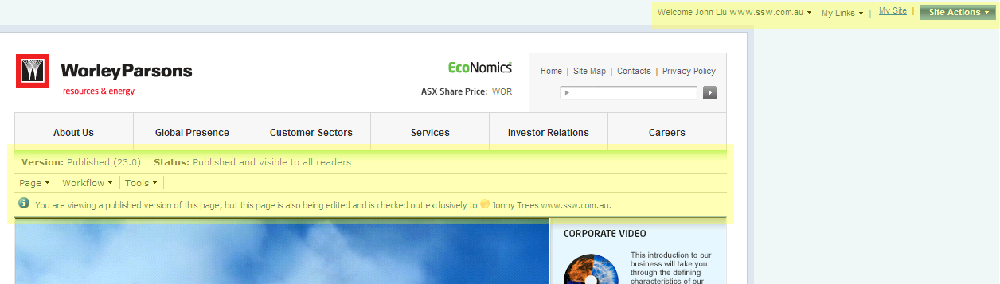 Welcome John Liu www.ssw.com.au My Links | My Site | Site Actions
WorleyParsons
resources & energy
EcoNomics
ASX Share Price: WOR
Home | Site Map | Contacts | Privacy Policy
About Us Global Presence Customer Sectors Services Investor Relations Careers
Version: Published (23.0) Status: Published and visible to all readers
Page Workflow Tools
You are viewing a published version of this page, but this page is also being edited and is checked out exclusively to Jonny Trees www.ssw.com.au.
CORPORATE VIDEO
This introduction to our
business will take you
through the defining
characteristics of our